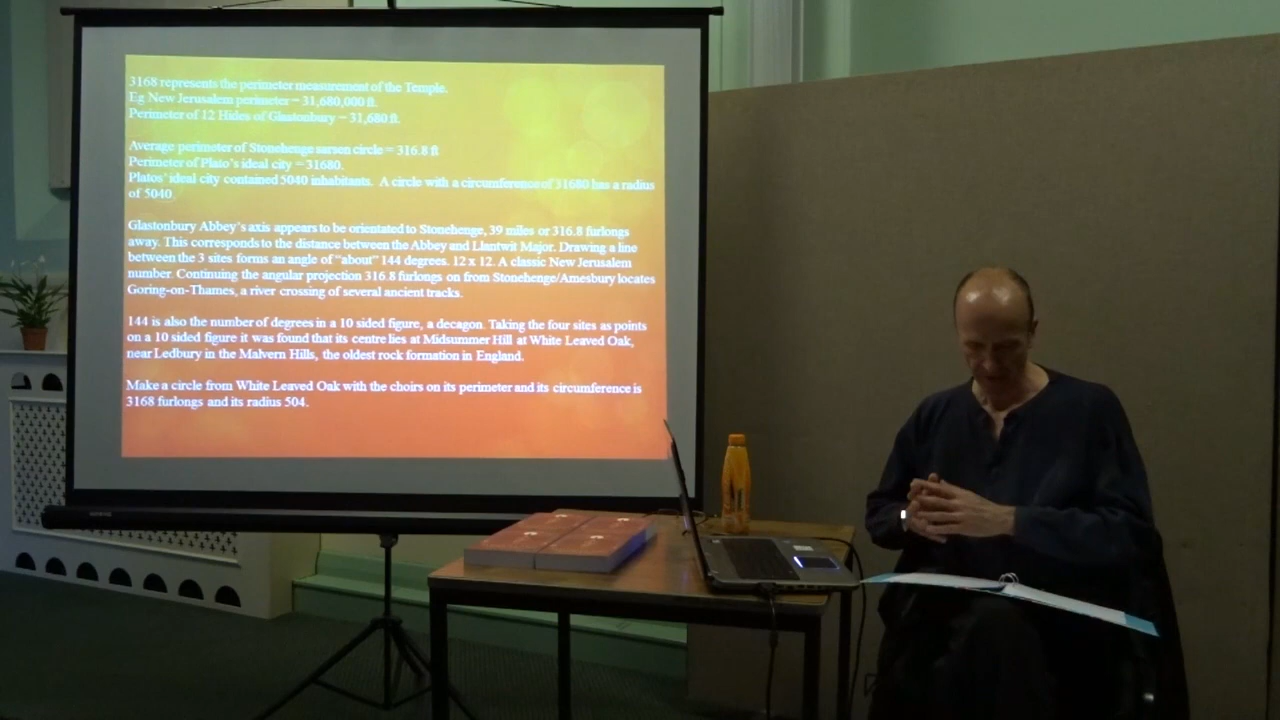 3168 represents the perimeter measurement of the Temple.
Eg New Jerusalem perimeter = 31,680,000 ft.
Perimeter of 12 Hides of Glastonbury = 31,680 ft.
Average perimeter of Stonehenge sarsen circle = 316.8 ft
Perimeter of Plato's ideal city = 31680.
Platos' ideal city contained 5040 inhabitants. A circle with a circumference of 31680 has a radius
of 5040.
Glastonbury Abbey's axis appears to be orientated to Stonehenge, 39 miles or 316.8 furlongs
away. This corresponds to the distance between the Abbey and Llantwit Major. Drawing a line
between the 3 sites forms an angle of "about" 144 degrees. 12 x 12. A classic New Jerusalem
number. Continuing the angular projection 316.8 furlongs on from Stonehenge/Amesbury locates
Goring-on-Thames, a river crossing of several ancient tracks.
144 is also the number of degrees in a 10 sided figure, a decagon. Taking the four sites as points
on a 10 sided figure it was found that its centre lies at Midsummer Hill at White Leaved Oak,
near Ledbury in the Malvern Hills, the oldest rock formation in England.
Make a circle from White Leaved Oak with the choirs on its perimeter and its circumference is
3168 furlongs and its radius 504.